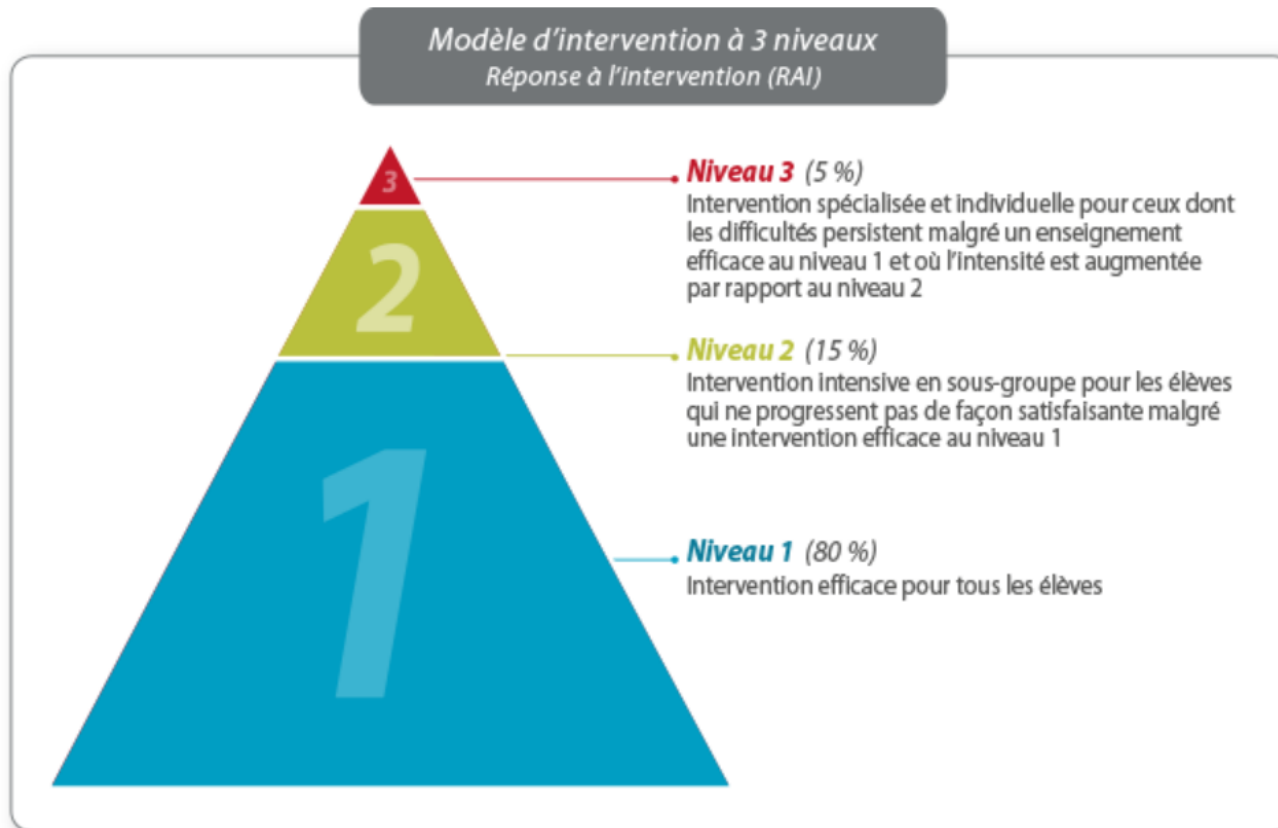 Modèle d'intervention à 3 niveaux
Réponse à l'intervention (RAI)
3
Niveau 3 (5 %)
Intervention spécialisée et individuelle pour ceux dont
les difficultés persistent malgré un enseignement
efficace au niveau 1 et où l'intensité est augmentée
par rapport au niveau 2
2
Niveau 2 (15 %)
Intervention intensive en sous-groupe pour les élèves
qui ne progressent pas de façon satisfaisante malgré
une intervention efficace au niveau 1
1
Niveau 1 (80 %)
Intervention efficace pour tous les élèves